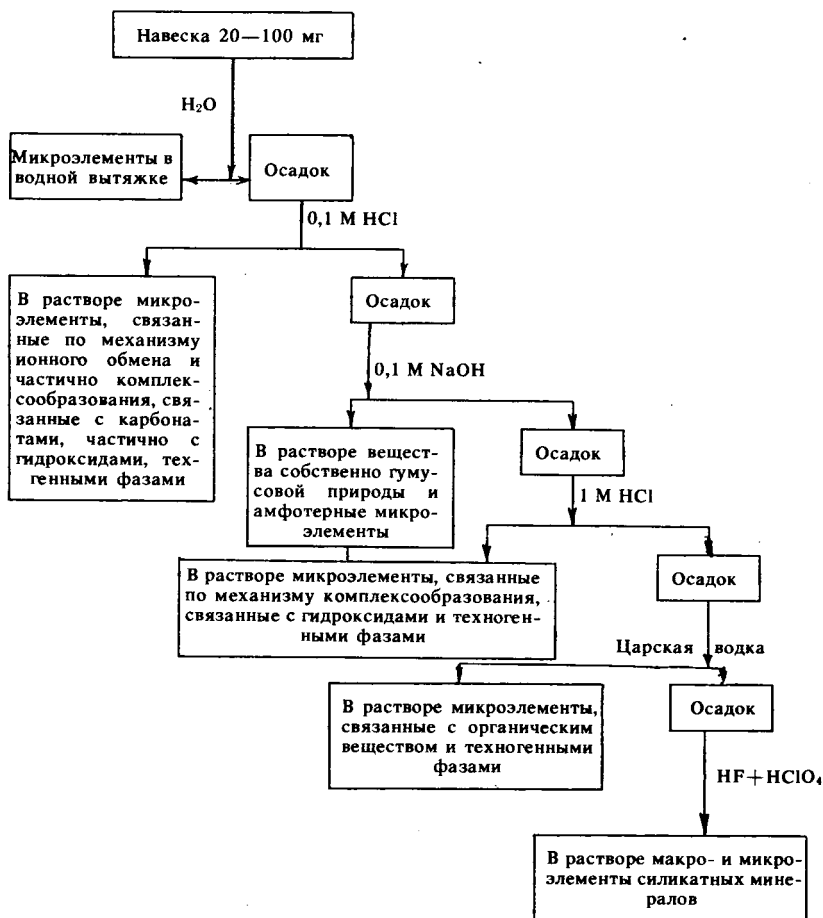 Навеска 20—100 мг
H₂O
Микроэлементы в
водной вытяжке
Осадок
0,1 М HCl
В растворе микро-
элементы, связан-
ные по механизму
ионного обмена и
частично комплек-
сообразования, свя-
занные с карбона-
тами, частично с
гидроксидами, тех-
генными фазами
Осадок
0,1 М NaOH
В растворе вещест-
ва собственно гуму-
совой природы и
амфотерные микро-
элементы
Осадок
1 М HCl
В растворе микроэлементы, связанные
по механизму комплексообразования,
связанные с гидроксидами и техноген-
ными фазами
Осадок
Царская водка
В растворе микроэлементы,
связанные с органическим
веществом и техногенными
фазами
Осадок
HF+HClO₄
В растворе макро- и микро-
элементы силикатных мине-
ралов